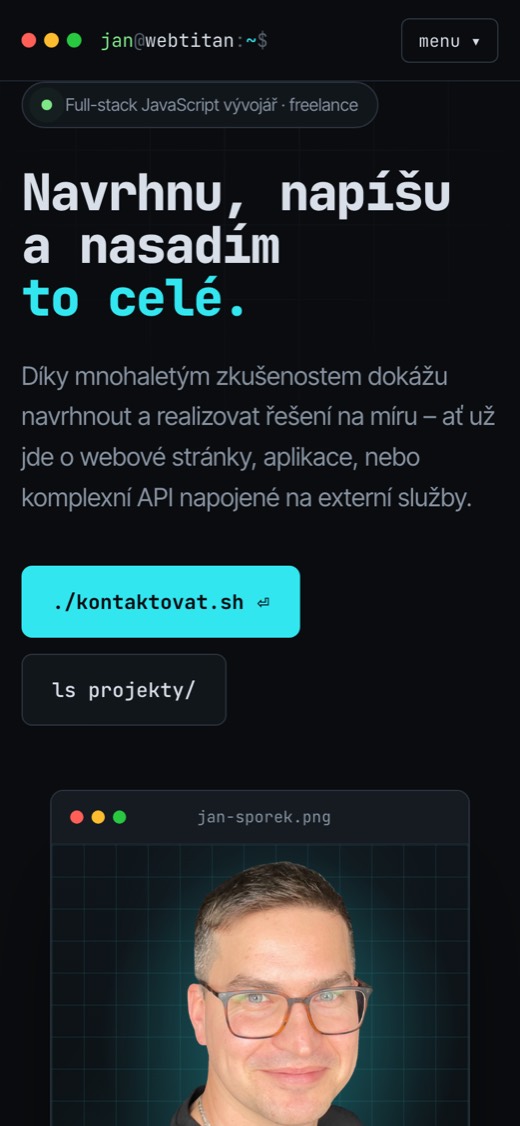 jan@webtitan:~$
menu ▾
Full-stack JavaScript vývojář · freelance
Navrhnu, napíšu
a nasadím
to celé.
Díky mnohaletým zkušenostem dokážu
navrhnout a realizovat řešení na míru – ať už
jde o webové stránky, aplikace, nebo
komplexní API napojené na externí služby.
./kontaktovat.sh ⏎
ls projekty/
jan-sporek.png